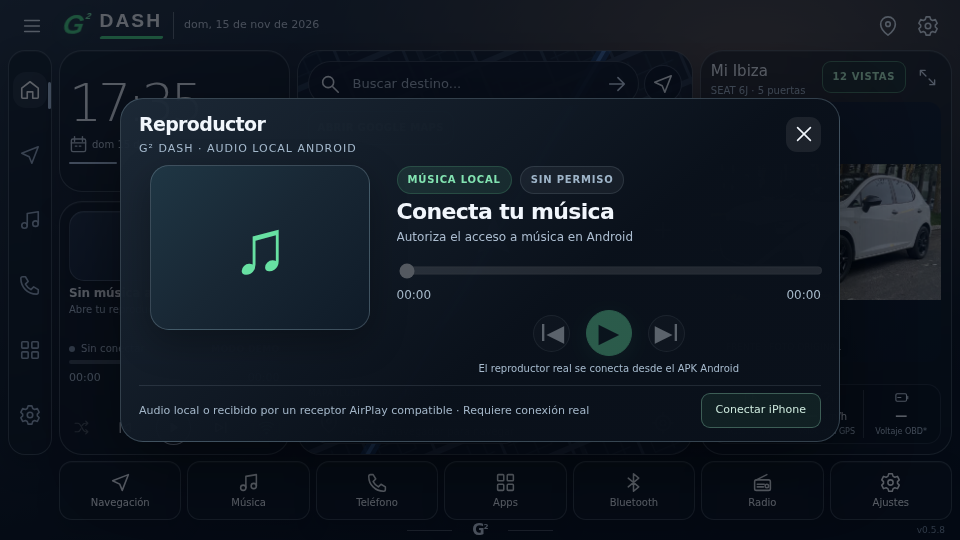 G² DASH
dom, 15 de nov de 2026
Buscar destino...
Mi Ibiza
SEAT 6J · 5 puertas
12 VISTAS
17:25
dom
Reproductor
G² DASH · AUDIO LOCAL ANDROID
MÚSICA LOCAL
SIN PERMISO
Conecta tu música
Autoriza el acceso a música en Android
00:00
00:00
El reproductor real se conecta desde el APK Android
Audio local o recibido por un receptor AirPlay compatible · Requiere conexión real
Conectar iPhone
Sin
Abre tu
Sin
00:00
GPS
—
Voltaje OBD*
Navegación
Música
Teléfono
Apps
Bluetooth
Radio
Ajustes
G²
v0.5.8